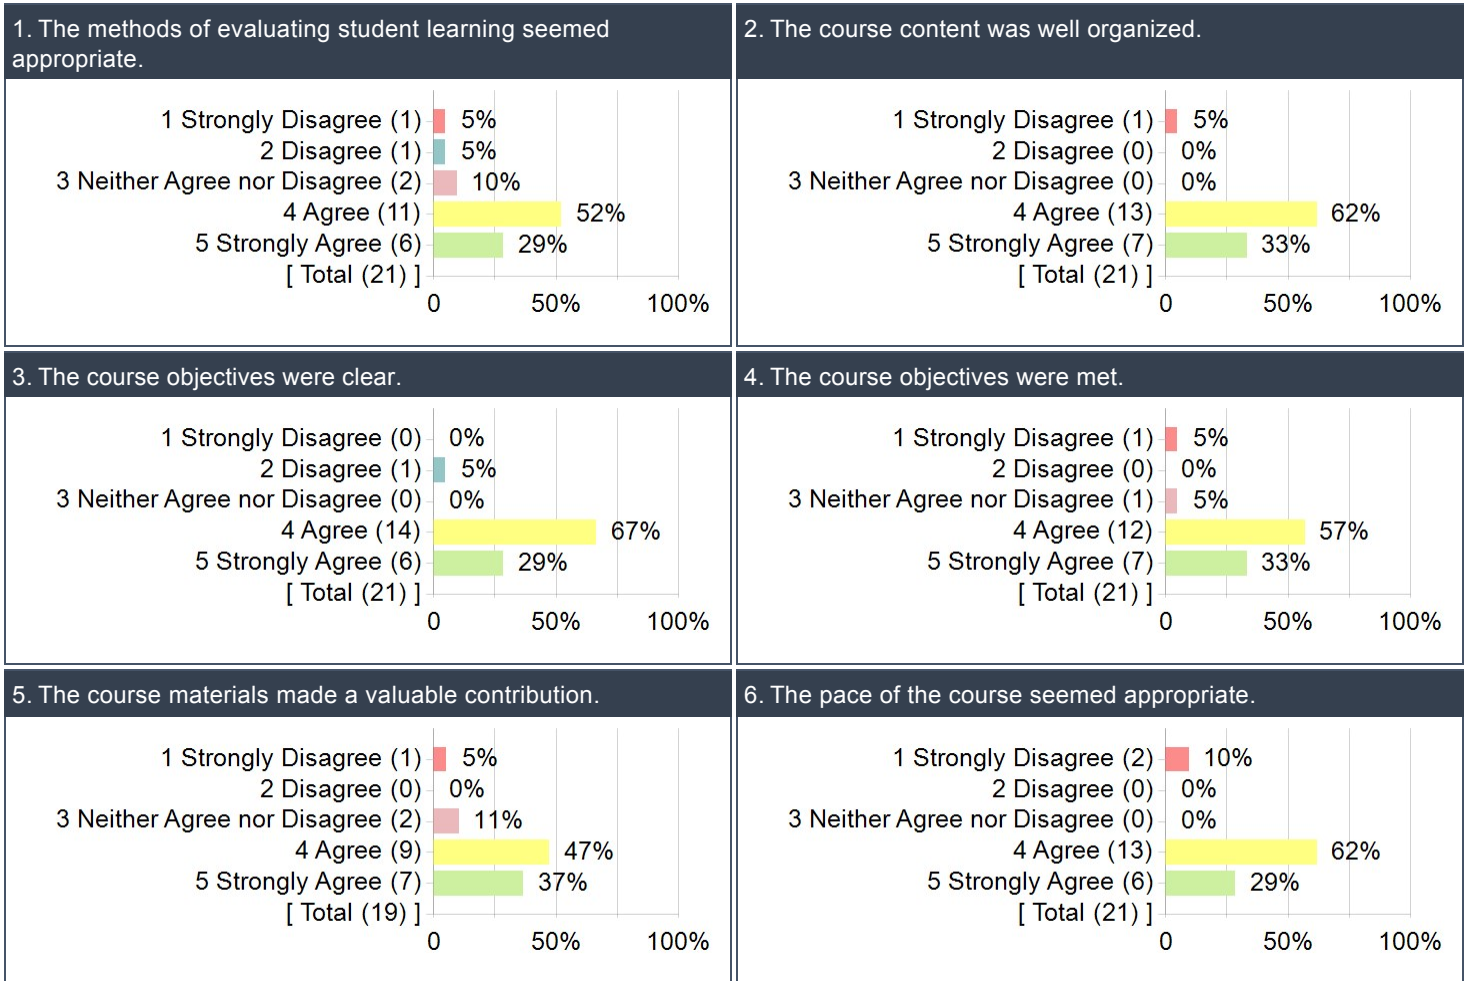 1. The methods of evaluating student learning seemed
appropriate.
1 Strongly Disagree (1) 5%
2 Disagree (1) 5%
3 Neither Agree nor Disagree (2) 10%
4 Agree (11) 52%
5 Strongly Agree (6) 29%
[ Total (21) ]
0 50% 100%
2. The course content was well organized.
1 Strongly Disagree (1) 5%
2 Disagree (0) 0%
3 Neither Agree nor Disagree (0) 0%
4 Agree (13) 62%
5 Strongly Agree (7) 33%
[ Total (21) ]
0 50% 100%
3. The course objectives were clear.
1 Strongly Disagree (0) 0%
2 Disagree (1) 5%
3 Neither Agree nor Disagree (0) 0%
4 Agree (14) 67%
5 Strongly Agree (6) 29%
[ Total (21) ]
0 50% 100%
4. The course objectives were met.
1 Strongly Disagree (1) 5%
2 Disagree (0) 0%
3 Neither Agree nor Disagree (1) 5%
4 Agree (12) 57%
5 Strongly Agree (7) 33%
[ Total (21) ]
0 50% 100%
5. The course materials made a valuable contribution.
1 Strongly Disagree (1) 5%
2 Disagree (0) 0%
3 Neither Agree nor Disagree (2) 11%
4 Agree (9) 47%
5 Strongly Agree (7) 37%
[ Total (19) ]
0 50% 100%
6. The pace of the course seemed appropriate.
1 Strongly Disagree (2) 10%
2 Disagree (0) 0%
3 Neither Agree nor Disagree (0) 0%
4 Agree (13) 62%
5 Strongly Agree (6) 29%
[ Total (21) ]
0 50% 100%